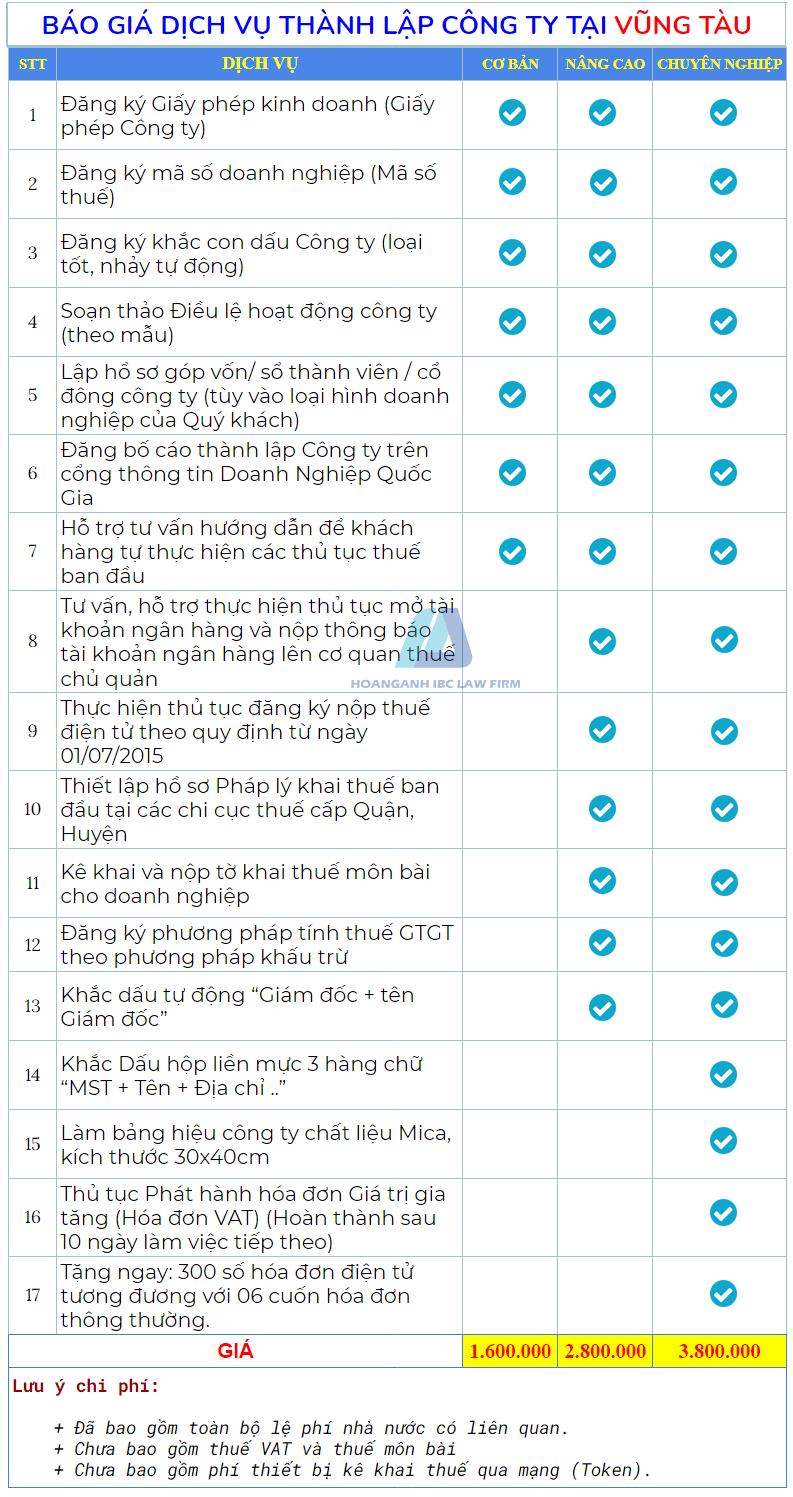 BÁO GIÁ DỊCH VỤ THÀNH LẬP CÔNG TY TẠI VŨNG TÀU
STT DỊCH VỤ CƠ BẢN NÂNG CAO CHUYÊN NGHIỆP
1 Đăng ký Giấy phép kinh doanh (Giấy
phép Công ty)
2 Đăng ký mã số doanh nghiệp (Mã số
thuế)
3 Đăng ký khắc con dấu Công ty (loại
tốt, nhảy tự động)
4 Soạn thảo Điều lệ hoạt động công ty
(theo mẫu)
5 Lập hồ sơ góp vốn/ sổ thành viên / cổ
đông công ty (tùy vào loại hình doanh
nghiệp của Quý khách)
6 Đăng bố cáo thành lập Công ty trên
cổng thông tin Doanh Nghiệp Quốc
Gia
7 Hỗ trợ tư vấn hướng dẫn để khách
hàng tự thực hiện các thủ tục thuế
ban đầu
8 Tư vấn, hỗ trợ thực hiện thủ tục mở tài
khoản ngân hàng và nộp thông báo
tài khoản ngân hàng lên cơ quan thuế
chủ quản
HOANGANH IBC LAW FIRM
9 Thực hiện thủ tục đăng ký nộp thuế
điện tử theo quy định từ ngày
01/07/2015
10 Thiết lập hồ sơ Pháp lý khai thuế ban
đầu tại các chi cục thuế cấp Quận,
Huyện
11 Kê khai và nộp tờ khai thuế môn bài
cho doanh nghiệp
12 Đăng ký phương pháp tính thuế GTGT
theo phương pháp khấu trừ
13 Khắc dấu tự động “Giám đốc + tên
Giám đốc”
14 Khắc Dấu hộp liền mực 3 hàng chữ
“MST + Tên + Địa chỉ ..”
15 Làm bảng hiệu công ty chất liệu Mica,
kích thước 30x40cm
16 Thủ tục Phát hành hóa đơn Giá trị gia
tăng (Hóa đơn VAT) (Hoàn thành sau
10 ngày làm việc tiếp theo)
17 Tặng ngay: 300 số hóa đơn điện tử
tương đương với 06 cuốn hóa đơn
thông thường.
GIÁ 1.600.000 2.800.000 3.800.000
Lưu ý chi phí:
+ Đã bao gồm toàn bộ lệ phí nhà nước có liên quan.
+ Chưa bao gồm thuế VAT và thuế môn bài
+ Chưa bao gồm phí thiết bị kê khai thuế qua mạng (Token).